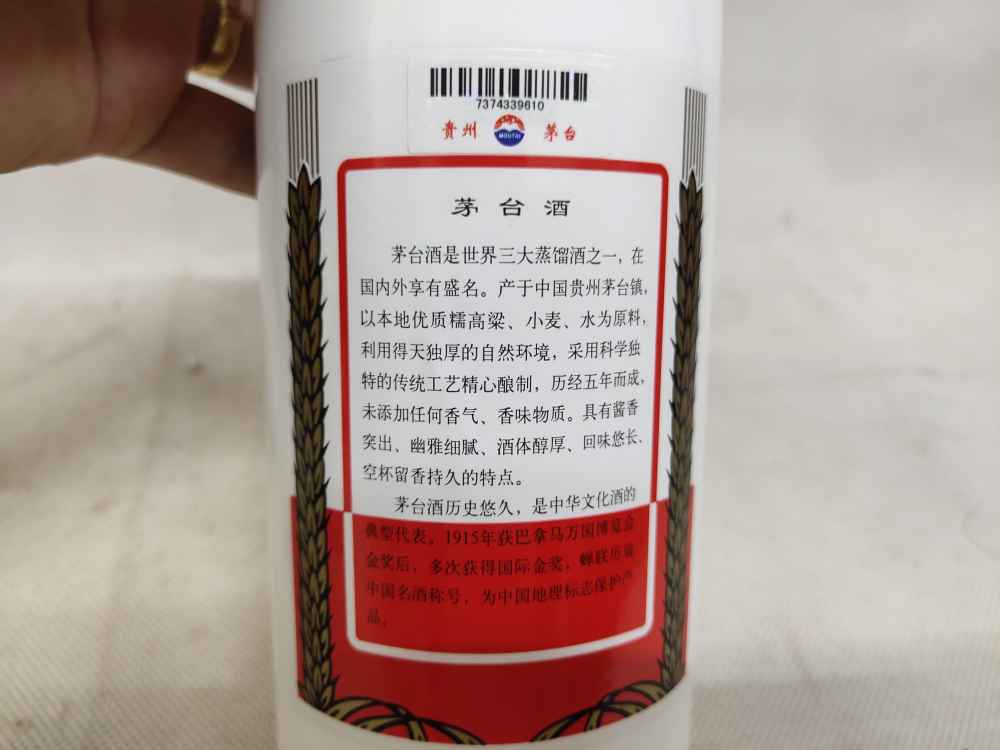 7374339610
贵州 MOUTAI 茅台
茅台酒
茅台酒是世界三大蒸馏酒之一，在
国内外享有盛名。产于中国贵州茅台镇，
以本地优质糯高粱、小麦、水为原料，
利用得天独厚的自然环境，采用科学独
特的传统工艺精心酿制，历经五年而成，
未添加任何香气、香味物质。具有酱香
突出、幽雅细腻、酒体醇厚、回味悠长、
空杯留香持久的特点。
茅台酒历史悠久，是中华文化酒的
典型代表。1915年获巴拿马万国博览会
金奖后，多次获得国际金奖，蝉联历届
中国名酒称号，为中国地理标志保护产
品。